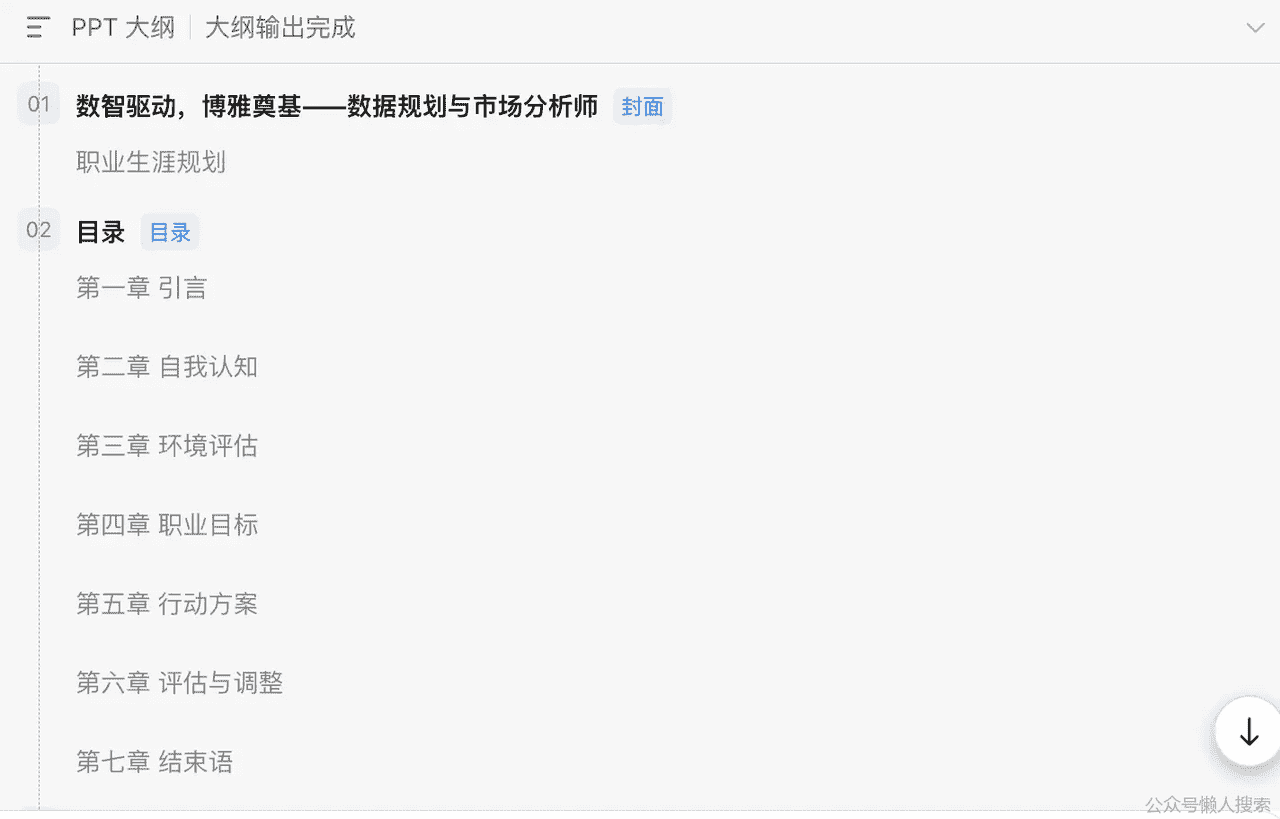 PPT 大纲 大纲输出完成
01 数智驱动，博雅奠基——数据规划与市场分析师 封面
职业生涯规划
02 目录 目录
第一章 引言
第二章 自我认知
第三章 环境评估
第四章 职业目标
第五章 行动方案
第六章 评估与调整
第七章 结束语
公众号懒人搜索